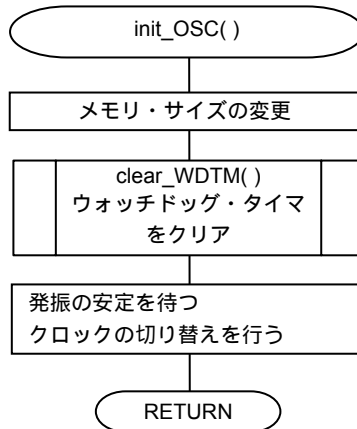 init_OSC( )
メモリ・サイズの変更
clear_WDTM( )
ウォッチドッグ・タイマ
をクリア
発振の安定を待つ
クロックの切り替えを行う
RETURN